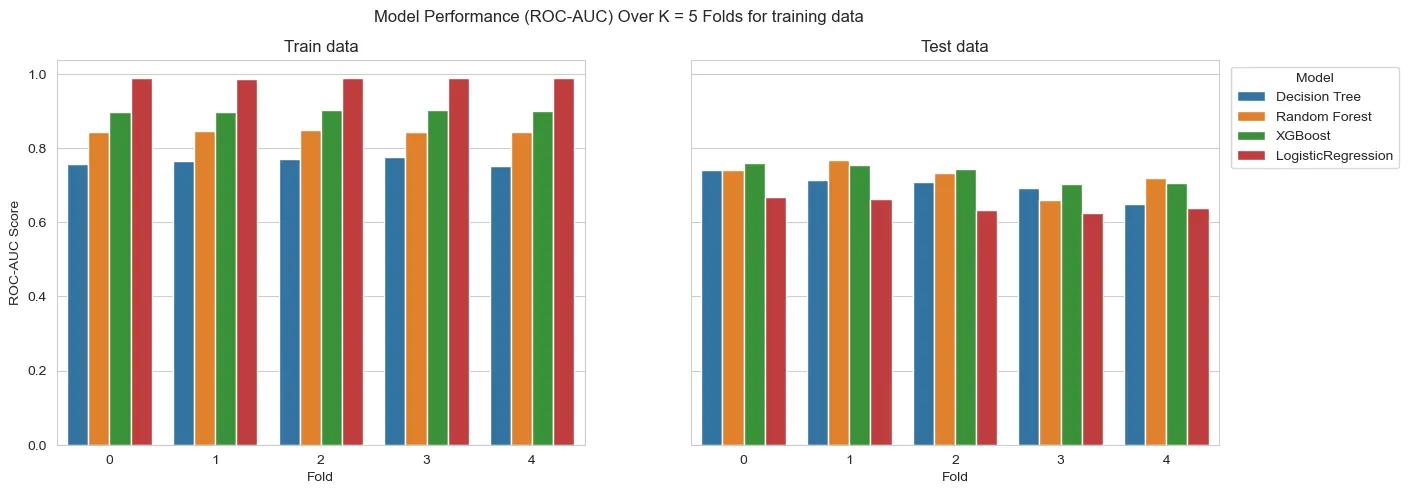 Model Performance (ROC-AUC) Over K = 5 Folds for training data
Train data
ROC-AUC Score
1.0
0.8
0.6
0.4
0.2
0.0
0 1 2 3 4
Fold
Test data
0 1 2 3 4
Fold
Model
Decision Tree
Random Forest
XGBoost
LogisticRegression